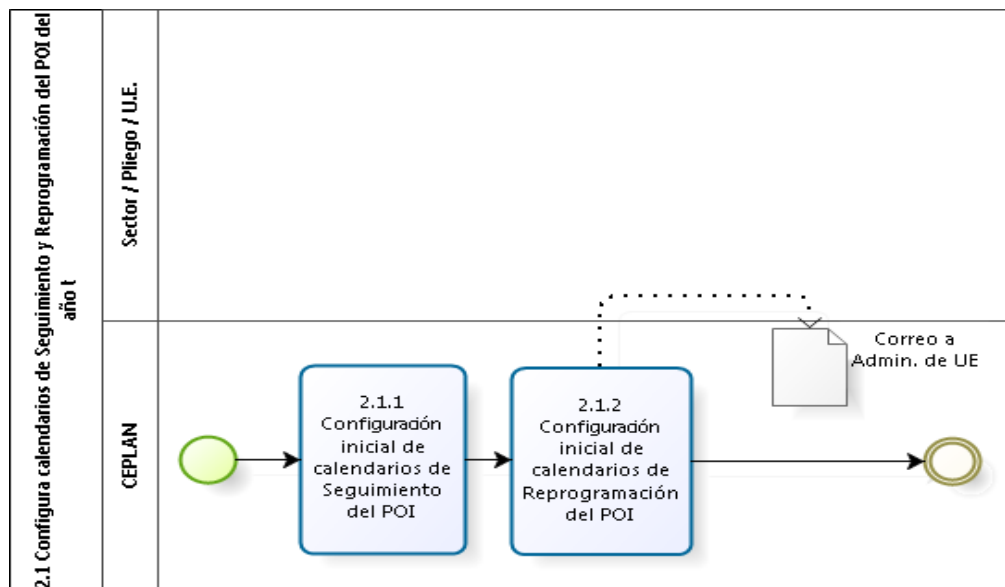 2.1 Configura calendarios de Seguimiento y Reprogramación del POI del
año t
Sector / Pliego / U.E.
CEPLAN
2.1.1
Configuración
inicial de
calendarios de
Seguimiento
del POI
2.1.2
Configuración
inicial de
calendarios de
Reprogramación
del POI
Correo a
Admin. de UE